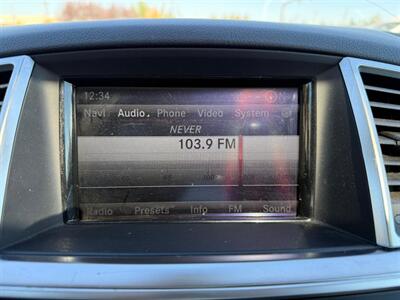 12:34
Navi Audio Phone Video System
NEVER
103.9 FM
Radio Presets Info FM Sound